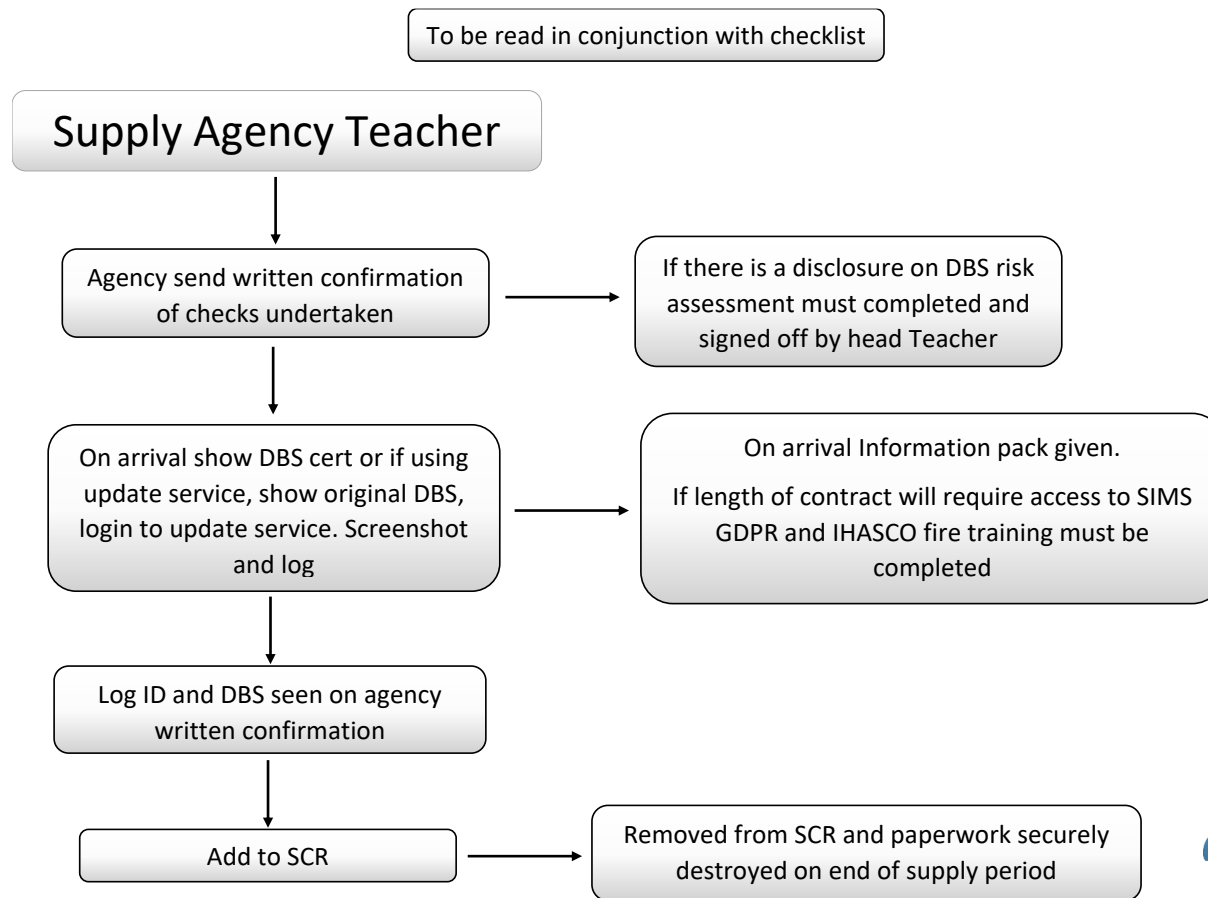 To be read in conjunction with checklist
Supply Agency Teacher
Agency send written confirmation
of checks undertaken
If there is a disclosure on DBS risk
assessment must completed and
signed off by head Teacher
On arrival show DBS cert or if using
update service, show original DBS,
login to update service. Screenshot
and log
On arrival Information pack given.
If length of contract will require access to SIMS
GDPR and IHASCO fire training must be
completed
Log ID and DBS seen on agency
written confirmation
Add to SCR
Removed from SCR and paperwork securely
destroyed on end of supply period